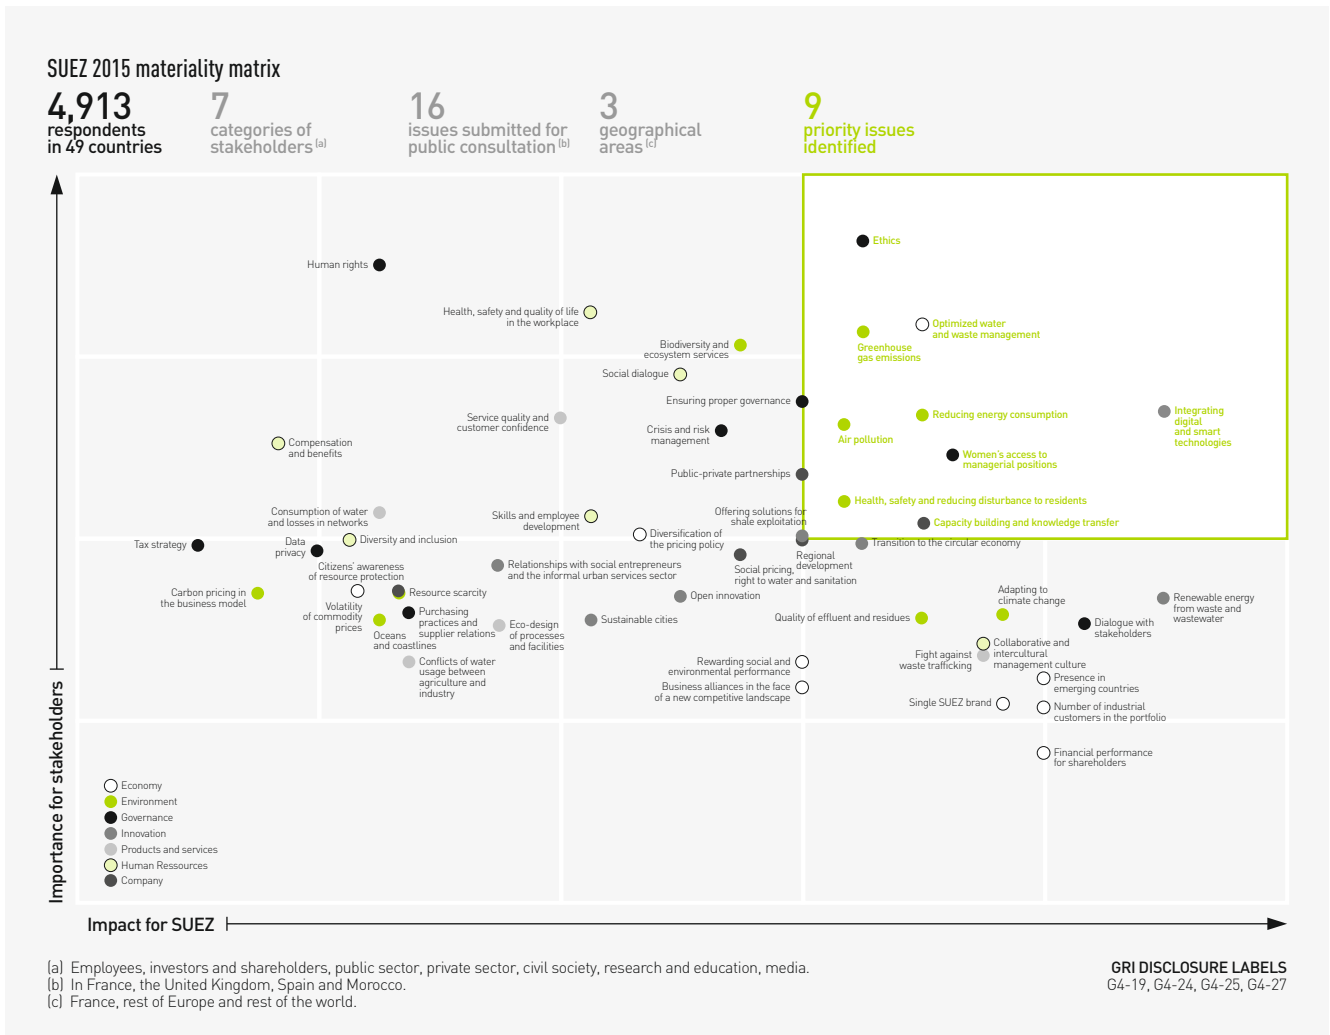 SUEZ 2015 materiality matrix
4,913
respondents
in 49 countries
7
categories of
stakeholders (a)
16
issues submitted for
public consultation (b)
3
geographical
areas (c)
9
priority issues
identified
Importance for stakeholders
Ethics
Human rights
Health, safety and quality of life
in the workplace
Optimized water
and waste management
Greenhouse
gas emissions
Biodiversity and
ecosystem services
Social dialogue
Ensuring proper governance
Service quality and
customer confidence
Crisis and risk
management
Reducing energy consumption
Integrating
digital
and smart
technologies
Air pollution
Compensation
and benefits
Women's access to
managerial positions
Public-private partnerships
Health, safety and reducing disturbance to residents
Consumption of water
and losses in networks
Skills and employee
development
Offering solutions for
shale exploitation
Capacity building and knowledge transfer
Diversification of
the pricing policy
Tax strategy
Data
privacy
Diversity and inclusion
Regional
development
Transition to the circular economy
Citizens' awareness
of resource protection
Relationships with social entrepreneurs
and the informal urban services sector
Social pricing,
right to water and sanitation
Carbon pricing in
the business model
Resource scarcity
Open innovation
Adapting to
climate change
Renewable energy
from waste and
wastewater
Volatility
of commodity
prices
Purchasing
practices and
supplier relations
Eco-design
of processes
and facilities
Sustainable cities
Quality of effluent and residues
Dialogue with
stakeholders
Oceans
and coastlines
Collaborative and
intercultural
management culture
Fight against
waste trafficking
Conflicts of water
usage between
agriculture and
industry
Rewarding social and
environmental performance
Presence in
emerging countries
Business alliances in the face
of a new competitive landscape
Single SUEZ brand
Number of industrial
customers in the portfolio
Financial performance
for shareholders
Economy
Environment
Governance
Innovation
Products and services
Human Ressources
Company
Impact for SUEZ
(a) Employees, investors and shareholders, public sector, private sector, civil society, research and education, media.
(b) In France, the United Kingdom, Spain and Morocco.
(c) France, rest of Europe and rest of the world.
GRI DISCLOSURE LABELS
G4-19, G4-24, G4-25, G4-27